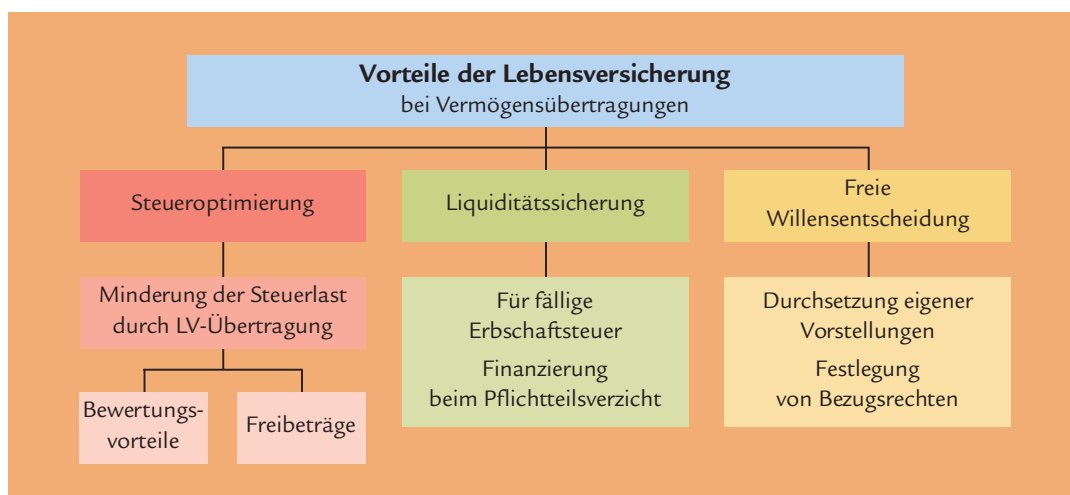 Vorteile der Lebensversicherung
bei Vermögensübertragungen
Steueroptimierung
Liquiditätssicherung
Freie
Willensentscheidung
Minderung der Steuerlast
durch LV-Übertragung
Bewertungs-
vorteile
Freibeträge
Für fällige
Erbschaftsteuer
Finanzierung
beim Pflichtteilsverzicht
Durchsetzung eigener
Vorstellungen
Festlegung
von Bezugsrechten